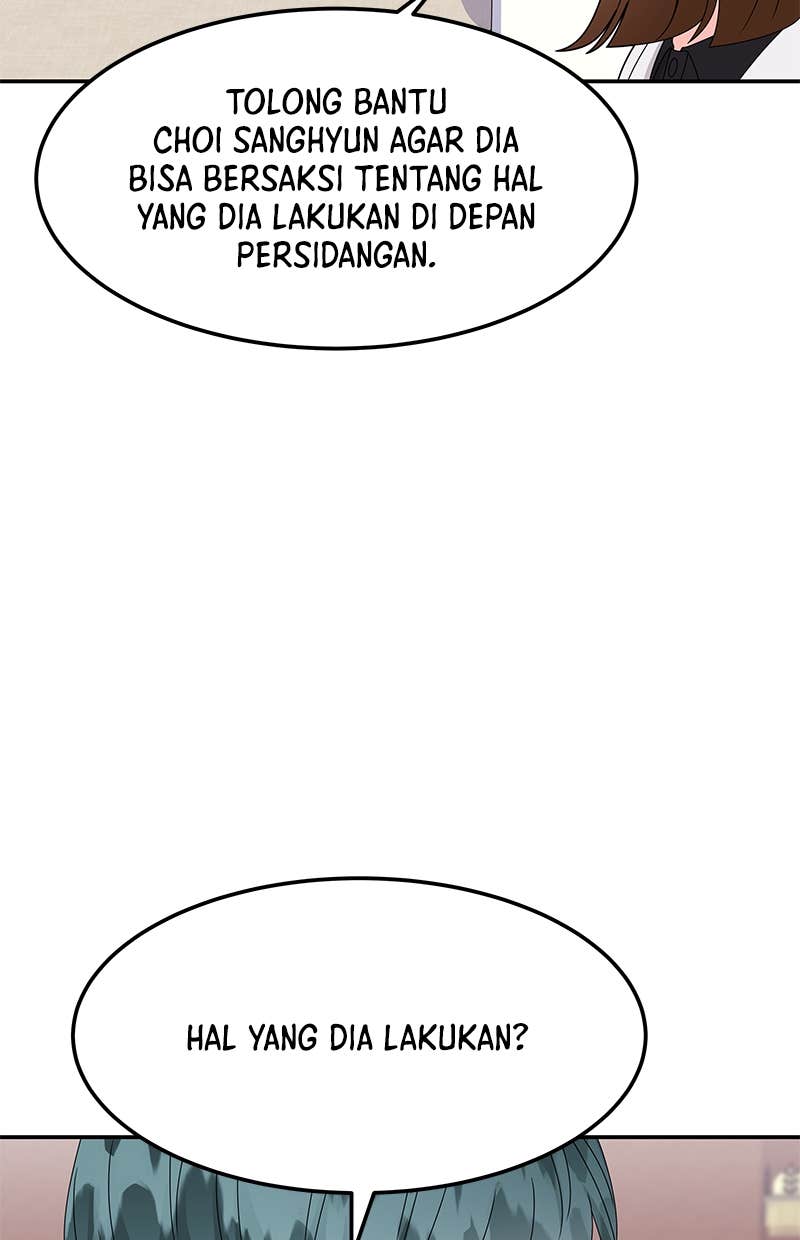 TOLONG BANTU
CHOI SANGHYUN AGAR DIA
BISA BERSAKSI TENTANG HAL
YANG DIA LAKUKAN DI DEPAN
PERSIDANGAN.
HAL YANG DIA LAKUKAN?